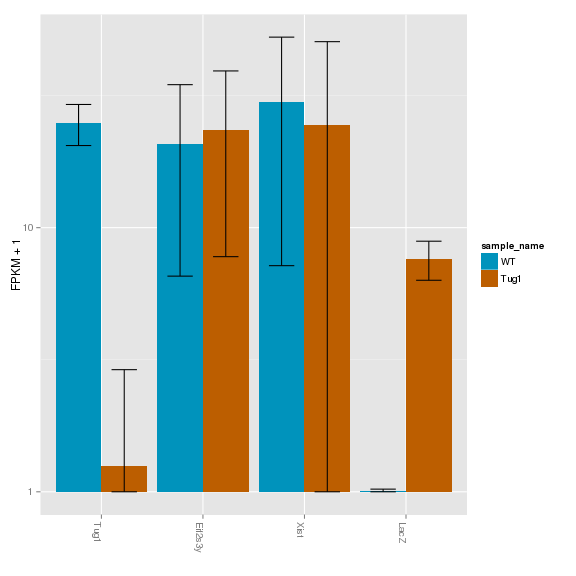 FPKM + 1
10
1
Tug1
Eif2s3y
Xist
LacZ
sample_name
WT
Tug1